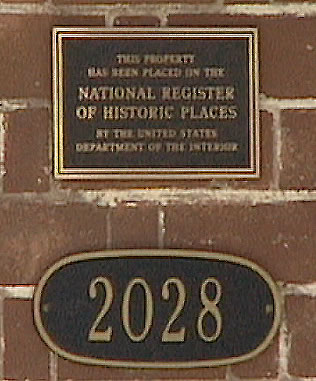 THIS PROPERTY
HAS BEEN PLACED ON THE
NATIONAL REGISTER
OF HISTORIC PLACES
BY THE UNITED STATES
DEPARTMENT OF THE INTERIOR
2028